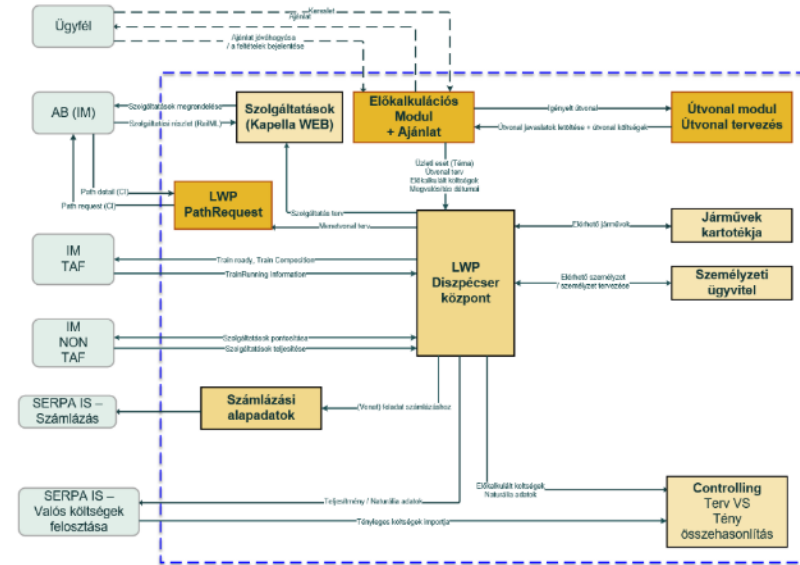 Kereslet
Ajánlat
Ügyfél
Ajánlat jóváhagyása
/ a feltételek bejelentése
AB (IM)
Szolgáltatások megrendelése
Szolgáltatási részlet (RailML)
Szolgáltatások
(Kapella WEB)
Előkalkulációs
Modul
+ Ajánlat
Igényelt útvonal
Útvonal javaslatok letöltése + útvonal költségek
Útvonal modul
Útvonal tervezés
Üzleti eset (Téma)
Útvonal terv
Előkalkulált költségek
Megvalósítás dátumai
Path datail (CI)
Path request (CI)
LWP
PathRequest
Szolgáltatás terv
Menetvonal terv
LWP
Diszpécser
központ
Elérhető járművek
Járművek
kartotékja
IM
TAF
Train ready, Train Composition
TrainRunning Information
Elérhető személyzet
/ személyzet tervezése
Személyzeti
ügyvitel
IM
NON
TAF
Szolgáltatások pontosítása
Szolgáltatások teljesítése
SERPA IS –
Számlázás
Számlázási
alapadatok
(Vonat) feladat számlázáshoz
SERPA IS –
Valós költségek
felosztása
Teljesítmény / Naturália adatok
Tényleges költségek importja
Előkalkulált költségek
Naturália adatok
Controlling
Terv VS
Tény
összehasonlítás